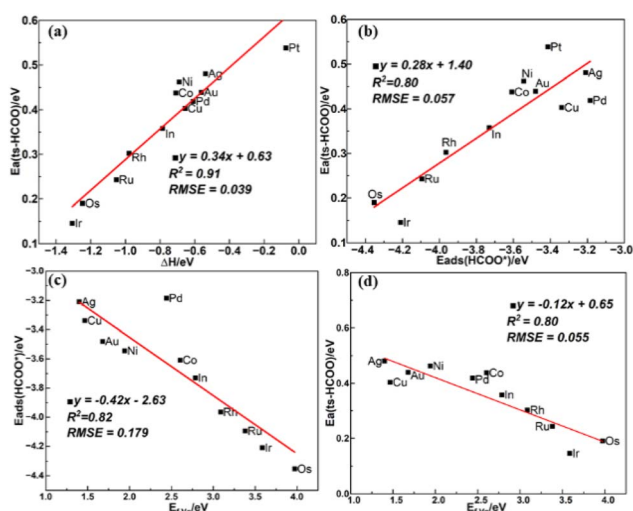 (a)
Ea(ts-HCOO)/eV
0.6
0.5
0.4
0.3
0.2
0.1
Pt
Ag
Ni
Au
Co
Pd
Cu
In
Rh
Ru
Os
Ir
y = 0.34x + 0.63
R² = 0.91
RMSE = 0.039
−1.4 −1.2 −1.0 −0.8 −0.6 −0.4 −0.2 0.0
ΔH/eV
(b)
Ea(ts-HCOO)/eV
0.6
0.5
0.4
0.3
0.2
0.1
y = 0.28x + 1.40
R²=0.80
RMSE = 0.057
Pt
Ag
Ni
Au
Co
Pd
Cu
In
Rh
Ru
Os
Ir
−4.4 −4.2 −4.0 −3.8 −3.6 −3.4 −3.2 −3.0
Eads(HCOO*)/eV
(c)
Eads(HCOO*)/eV
−3.0
−3.2
−3.4
−3.6
−3.8
−4.0
−4.2
−4.4
Ag
Pd
Cu
Au
Ni
Co
In
Rh
Ru
Ir
Os
y = -0.42x - 2.63
R²=0.82
RMSE = 0.179
1.0 1.5 2.0 2.5 3.0 3.5 4.0
(d)
Ea(ts-HCOO)/eV
0.8
0.6
0.4
0.2
0.0
y = -0.12x + 0.65
R² = 0.80
RMSE = 0.055
Ag
Ni
Au
Co
Pd
Cu
In
Rh
Ru
Ir
Os
1.0 1.5 2.0 2.5 3.0 3.5 4.0